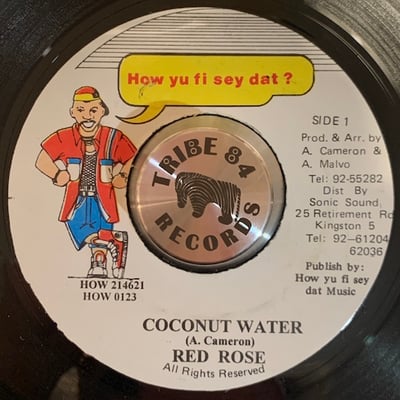 How yu fi sey dat ?
SIDE 1
Prod. & Arr. by
A. Cameron &
A. Malvo
Tel: 92-55282
Dist By
Sonic Sound
25 Retirement Rd
Kingston 5
Tel: 92-61204
62036
Publish by:
How yu fi sey
dat Music
TRIBE 84
RECORDS
HOW 214621
HOW 0123
COCONUT WATER
(A. Cameron)
RED ROSE
All Rights Reserved